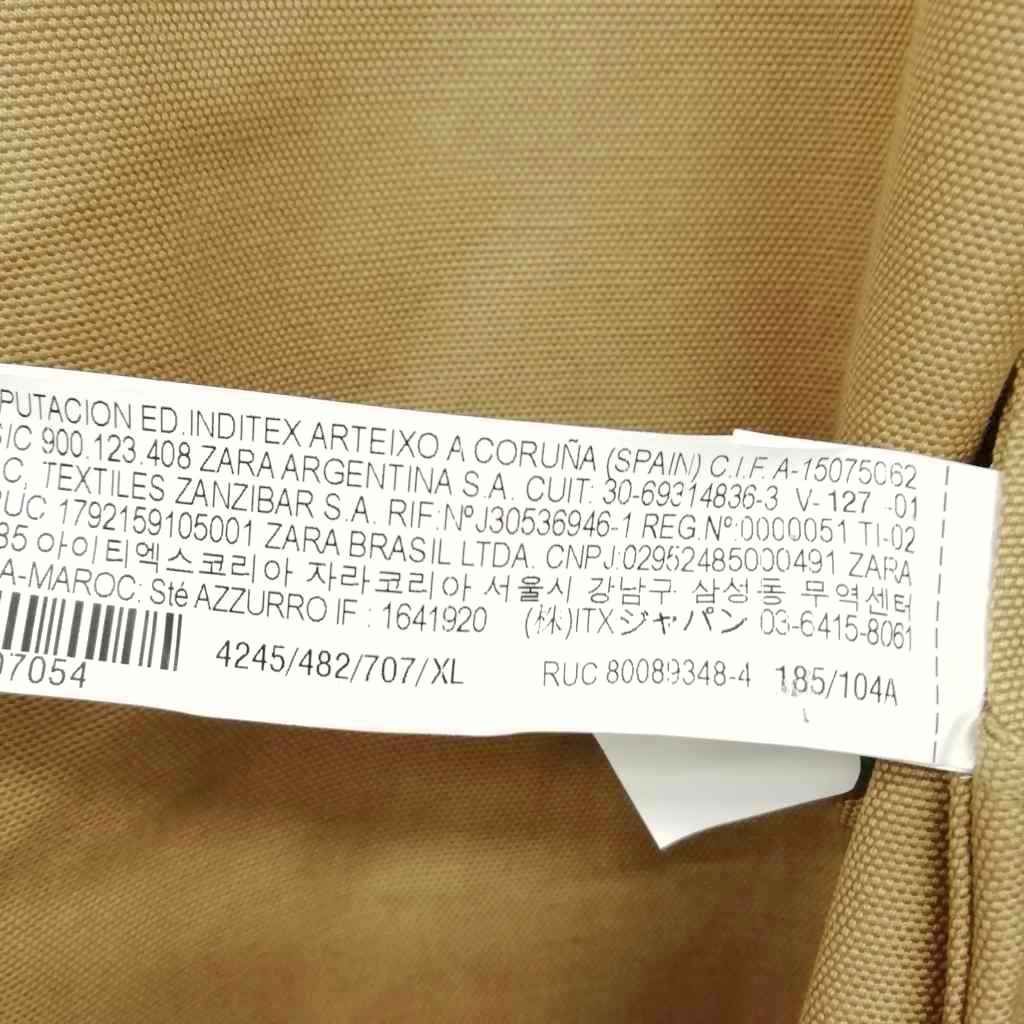 PUTACION ED.INDITEX ARTEIXO A CORUÑA (SPAIN) C.I.F. A-15075062
S/C 900.123.408 ZARA ARGENTINA S.A. CUIT: 30-69314836-3 V-127 -01
C, TEXTILES ZANZIBAR S.A. RIF:NºJ30536946-1 REG.Nº:0000051 TI-02
RUC 1792159105001 ZARA BRASIL LTDA. CNPJ:02952485000491 ZARA
85 아이티엑스코리아 자라코리아 서울시 강남구 삼성동 무역센터
A-MAROC: Sté AZZURRO IF : 1641920 (株)ITXジャパン 03-6415-8061
07054 4245/482/707/XL RUC 80089348-4 185/104A